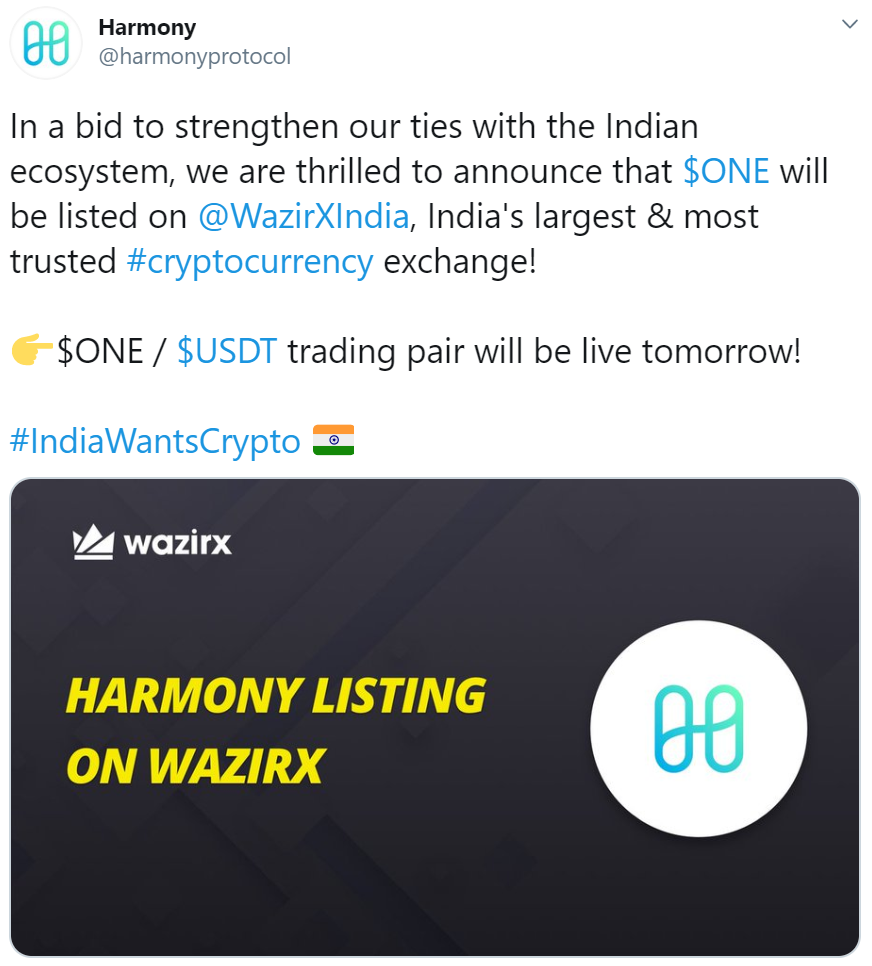 Harmony
@harmonyprotocol
In a bid to strengthen our ties with the Indian
ecosystem, we are thrilled to announce that $ONE will
be listed on @WazirXIndia, India's largest & most
trusted #cryptocurrency exchange!
👉$ONE / $USDT trading pair will be live tomorrow!
#IndiaWantsCrypto 🇮🇳
wazirx
HARMONY LISTING
ON WAZIRX